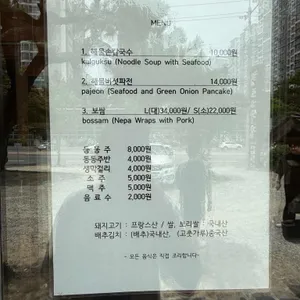 MENU
1. 해물손칼국수 10,000원
kalguksu (Noodle Soup with Seafood)
2. 해물버섯파전 14,000원
pajeon (Seafood and Green Onion Pancake)
3. 보쌈 L(대)34,000원/ S(소)22,000원
bossam (Nepa Wraps with Pork)
동 동 주 8,000원
동동주반 4,000원
생막걸리 4,000원
소 주 5,000원
맥 주 5,000원
음 료 수 2,000원
돼지고기 : 프랑스산 / 쌀, 보리쌀 : 국내산
배추김치 : (배추)국내산, (고춧가루)중국산
- 모든 음식은 직접 조리합니다 -